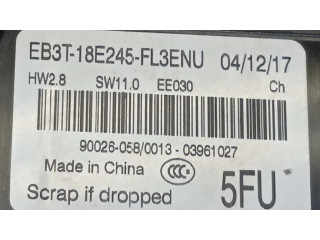 EB3T-18E245-FL3ENU 04/12/17
HW2.8 SW11.0 EE030 Ch
90026-058/0013 - 03961027
Made in China CCC
Scrap if dropped 5FU